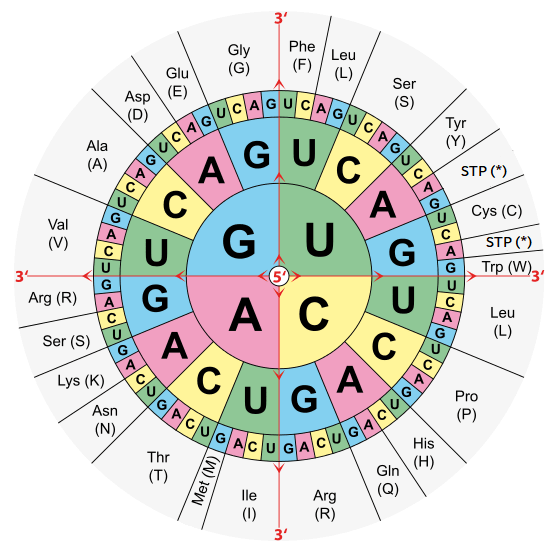 3‘
Phe
(F)
Leu
(L)
Ser
(S)
Tyr
(Y)
STP (*)
Cys (C)
STP (*)
Trp (W)
3‘
Leu
(L)
Pro
(P)
His
(H)
Gln
(Q)
Arg
(R)
3‘
Ile
(I)
Met (M)
Thr
(T)
Asn
(N)
Lys (K)
Ser (S)
Arg (R)
3‘
Val
(V)
Ala
(A)
Asp
(D)
Glu
(E)
Gly
(G)
U C A G U C A G U C A G U C A G
U C A G U C A G U C A G U C A G
U C A G U C A G U C A G U C A G
U C A G U C A G U C A G U C A G
U C A G
U C A G
U C A G
U C A G
G U
5‘
A C